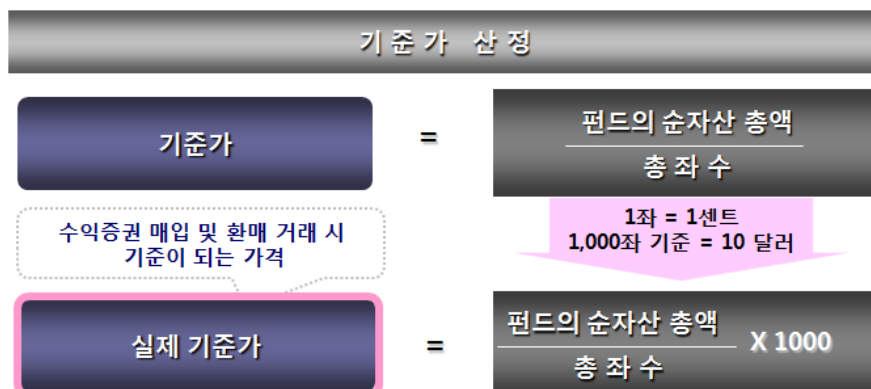 기 준 가 산 정
기준가
=
펀드의 순자산 총액
총 좌 수
수익증권 매입 및 환매 거래 시
기준이 되는 가격
1좌 = 1센트
1,000좌 기준 = 10 달러
실제 기준가
=
펀드의 순자산 총액
총 좌 수
X 1000